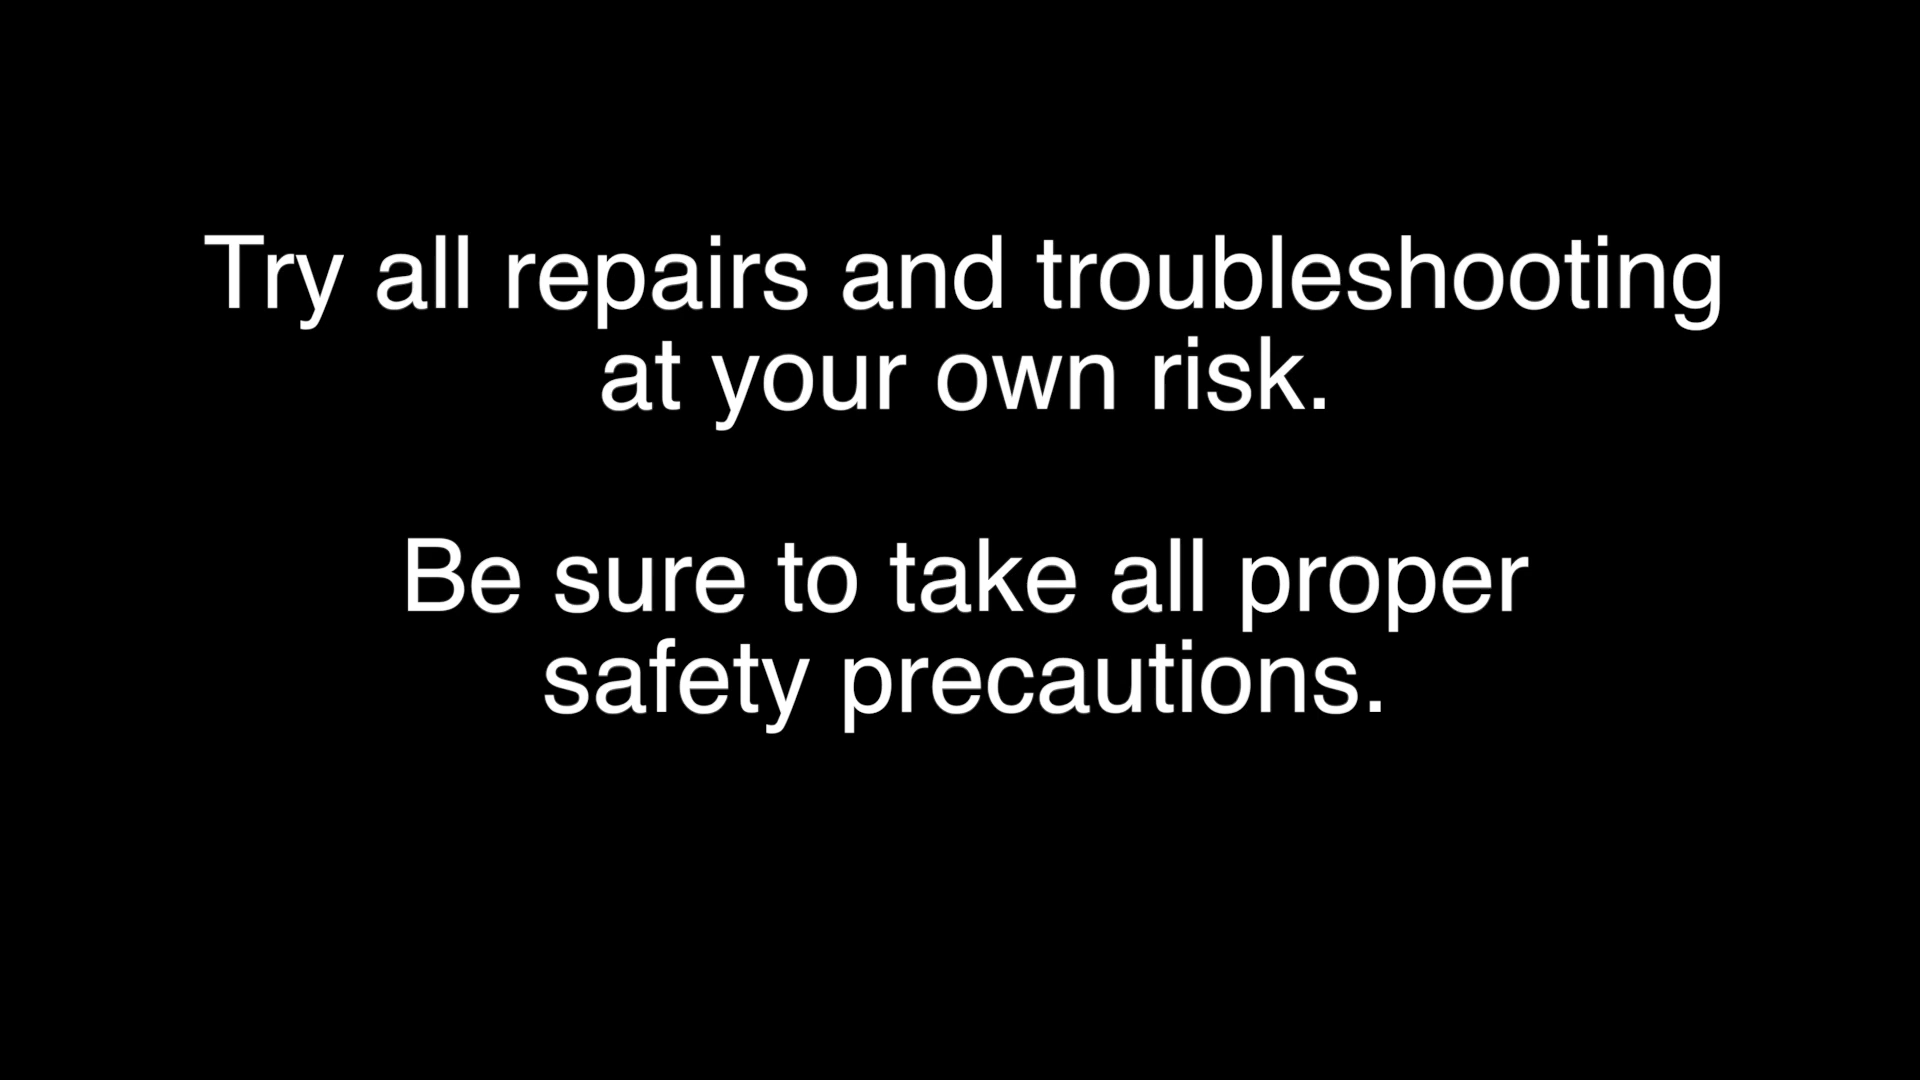 Try all repairs and troubleshooting
at your own risk.
Be sure to take all proper
safety precautions.